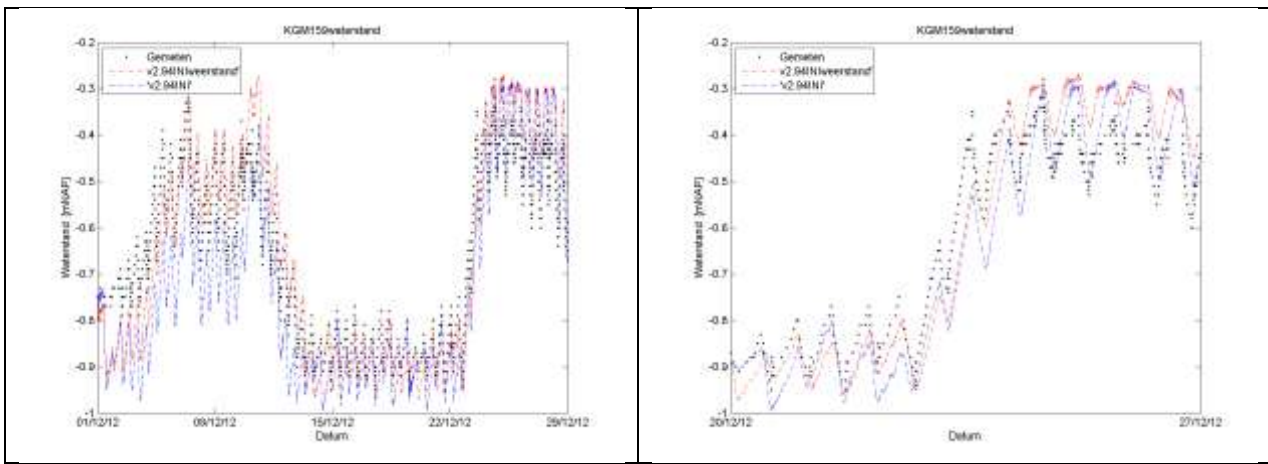 KGM159waterstand
-0.2
Gemeten
v2.94INIweerstand'
'v2.94INI'
-0.3
-0.4
-0.5
-0.6
-0.7
-0.8
-0.9
-1
Waterstand [mNAP]
01/12/12 09/12/12 15/12/12 22/12/12 29/12/12
Datum
KGM159waterstand
-0.2
Gemeten
v2.94INIweerstand'
'v2.94INI'
-0.3
-0.4
-0.5
-0.6
-0.7
-0.8
-0.9
-1
Waterstand [mNAP]
20/12/12 27/12/12
Datum